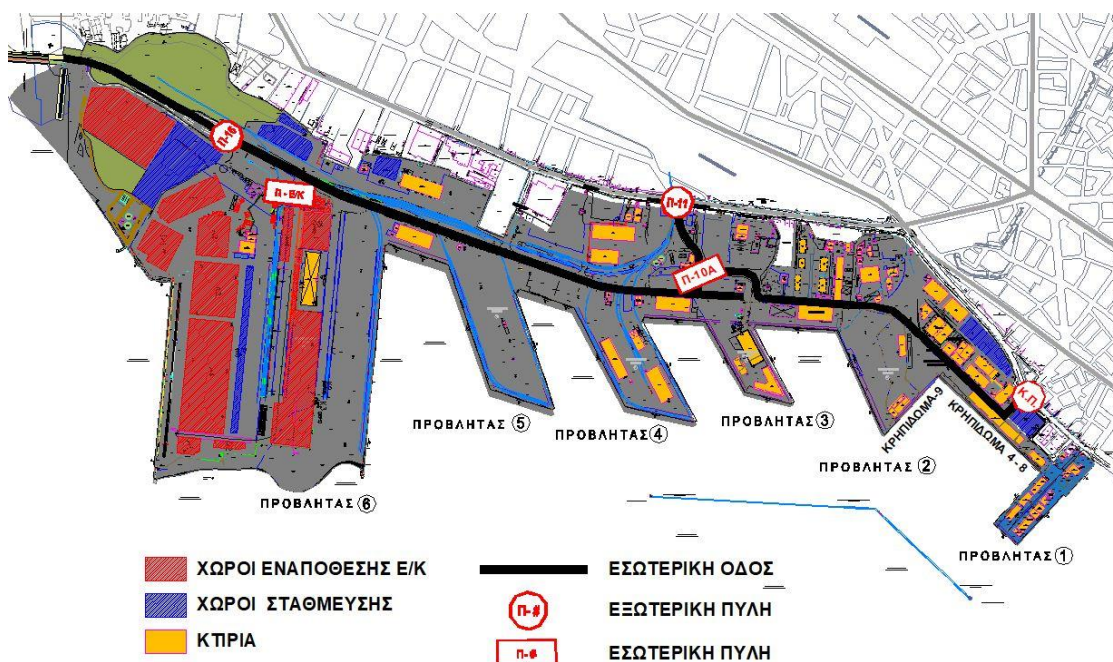 Π-16
Π-Ε/Κ
Π-11
Π-10Α
Κ.Π.
ΚΡΗΠΙΔΩΜΑ-9
ΚΡΗΠΙΔΩΜΑ 4-8
ΠΡΟΒΛΗΤΑΣ 5
ΠΡΟΒΛΗΤΑΣ 4
ΠΡΟΒΛΗΤΑΣ 3
ΠΡΟΒΛΗΤΑΣ 2
ΠΡΟΒΛΗΤΑΣ 6
ΠΡΟΒΛΗΤΑΣ 1
ΧΩΡΟΙ ΕΝΑΠΟΘΕΣΗΣ Ε/Κ
ΕΣΩΤΕΡΙΚΗ ΟΔΟΣ
ΧΩΡΟΙ ΣΤΑΘΜΕΥΣΗΣ
Π-#
ΕΞΩΤΕΡΙΚΗ ΠΥΛΗ
ΚΤΙΡΙΑ
Π-#
ΕΣΩΤΕΡΙΚΗ ΠΥΛΗ